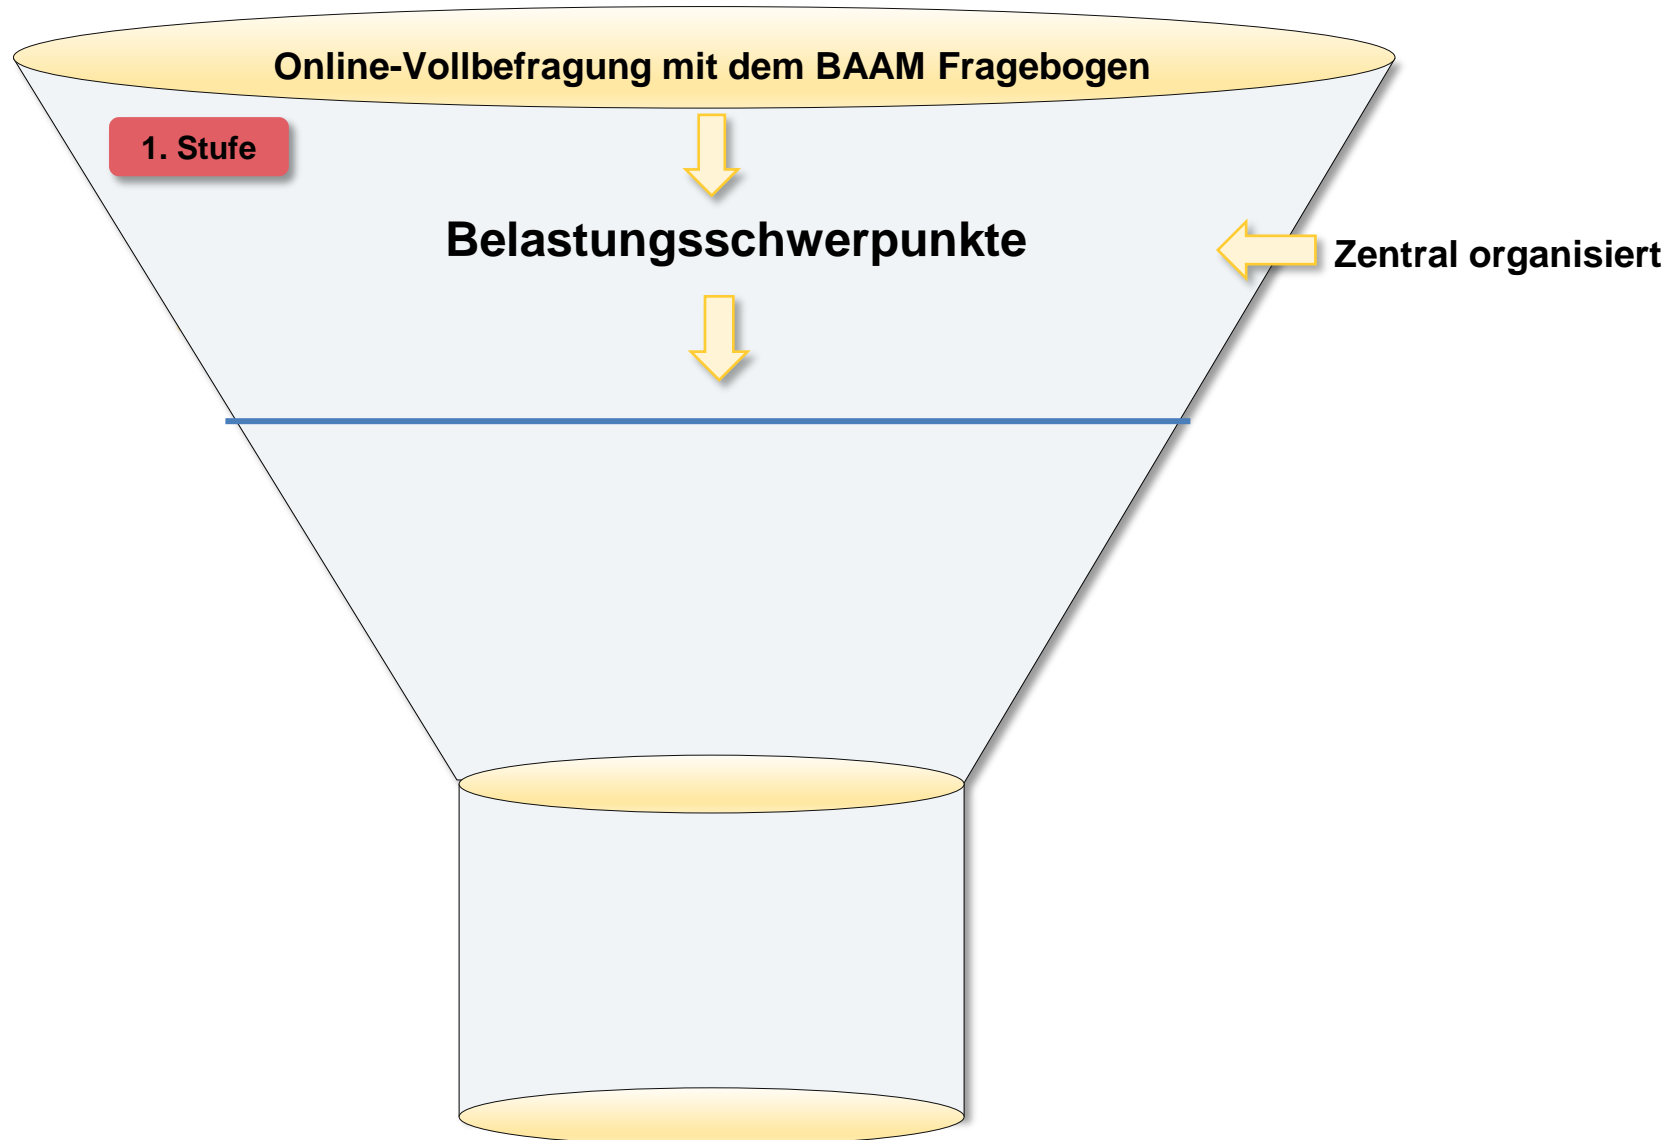 Online-Vollbefragung mit dem BAAM Fragebogen
1. Stufe
Belastungsschwerpunkte
Zentral organisiert